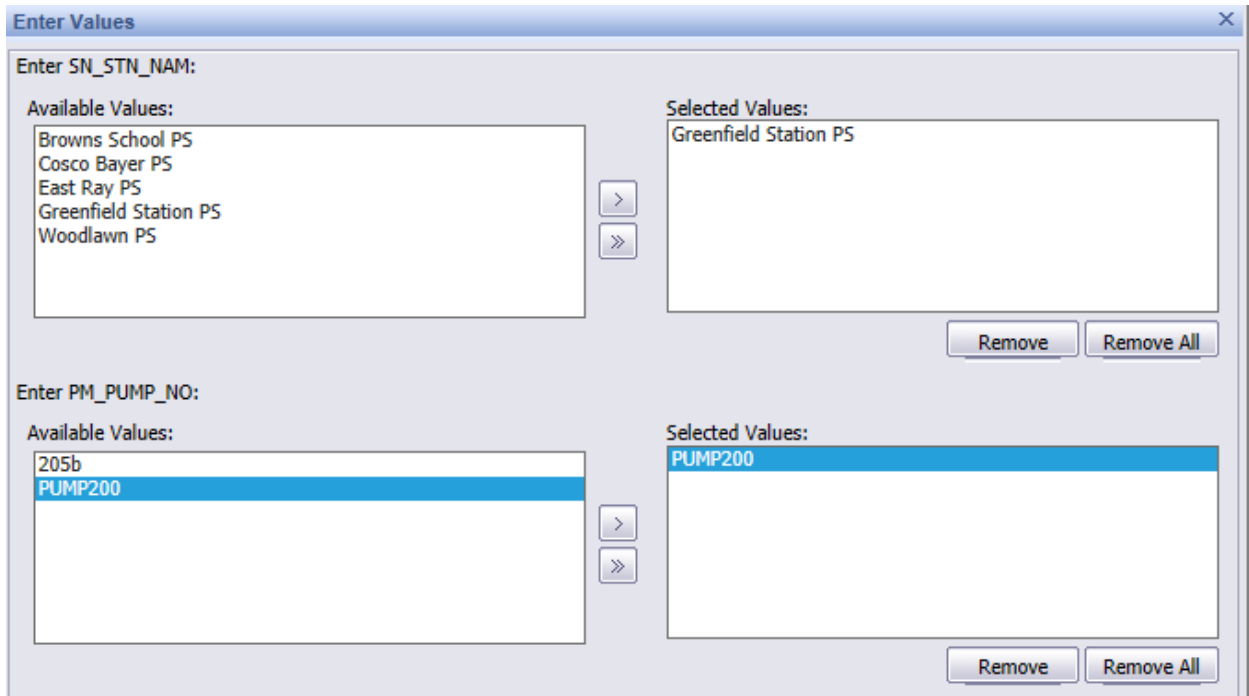 Enter Values
Enter SN_STN_NAM:
Available Values:
Browns School PS
Cosco Bayer PS
East Ray PS
Greenfield Station PS
Woodlawn PS
>
>>
Selected Values:
Greenfield Station PS
Remove Remove All
Enter PM_PUMP_NO:
Available Values:
205b
PUMP200
>
>>
Selected Values:
PUMP200
Remove Remove All